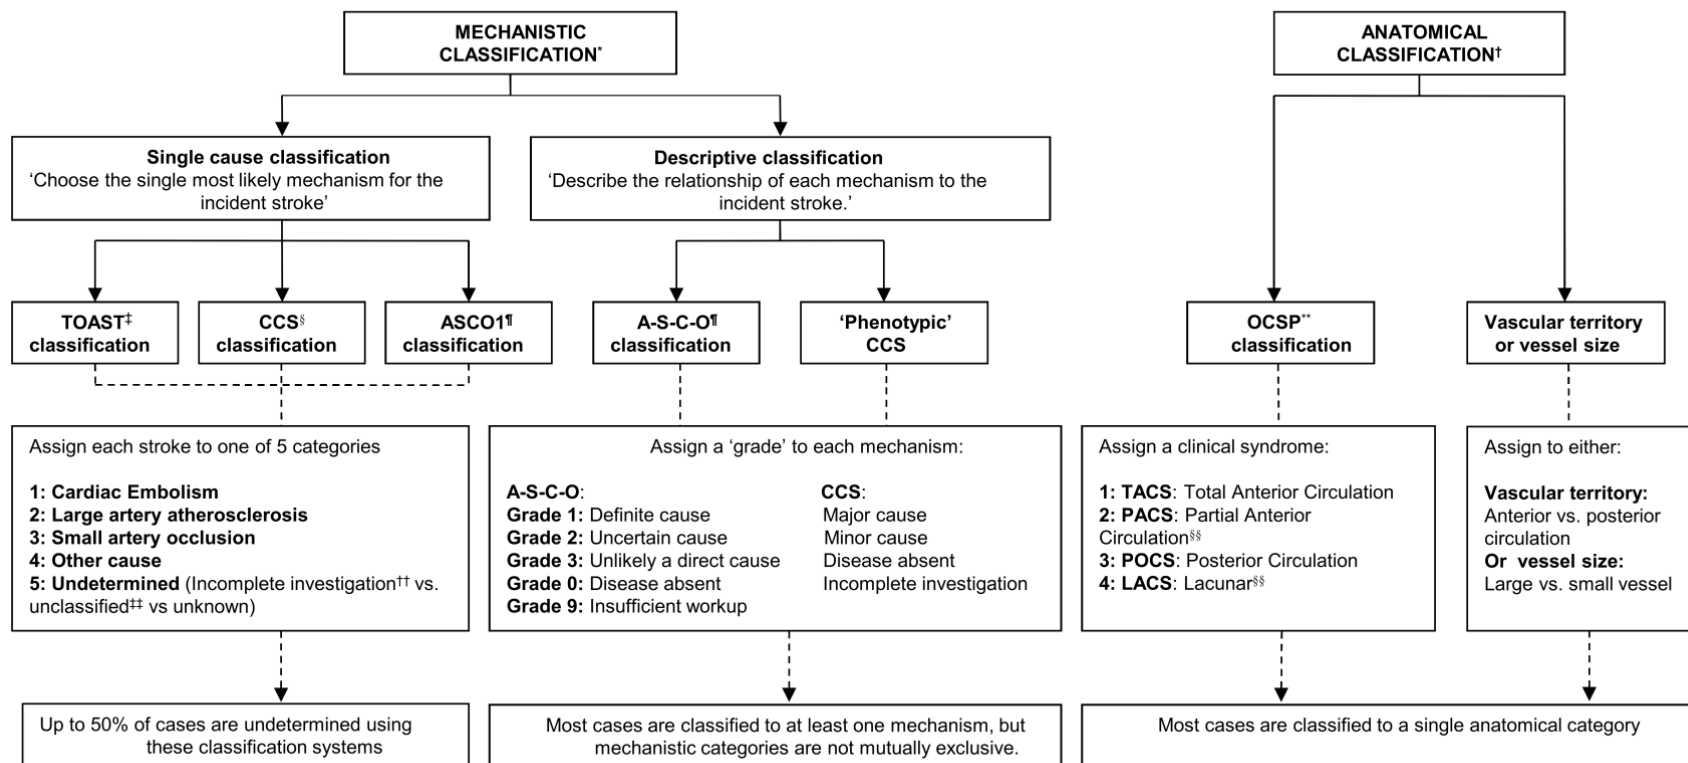 MECHANISTIC
CLASSIFICATION*
ANATOMICAL
CLASSIFICATION†
Single cause classification
‘Choose the single most likely mechanism for the
incident stroke’
Descriptive classification
‘Describe the relationship of each mechanism to the
incident stroke.’
TOAST‡
classification
CCS§
classification
ASCO1¶
classification
A-S-C-O¶
classification
‘Phenotypic’
CCS
OCSP**
classification
Vascular territory
or vessel size
Assign each stroke to one of 5 categories
1: Cardiac Embolism
2: Large artery atherosclerosis
3: Small artery occlusion
4: Other cause
5: Undetermined (Incomplete investigation†† vs.
unclassified‡‡ vs unknown)
Assign a ‘grade’ to each mechanism:
A-S-C-O:
Grade 1: Definite cause
Grade 2: Uncertain cause
Grade 3: Unlikely a direct cause
Grade 0: Disease absent
Grade 9: Insufficient workup
CCS:
Major cause
Minor cause
Disease absent
Incomplete investigation
Assign a clinical syndrome:
1: TACS: Total Anterior Circulation
2: PACS: Partial Anterior
Circulation§§
3: POCS: Posterior Circulation
4: LACS: Lacunar§§
Assign to either:
Vascular territory:
Anterior vs. posterior
circulation
Or vessel size:
Large vs. small vessel
Up to 50% of cases are undetermined using
these classification systems
Most cases are classified to at least one mechanism, but
mechanistic categories are not mutually exclusive.
Most cases are classified to a single anatomical category